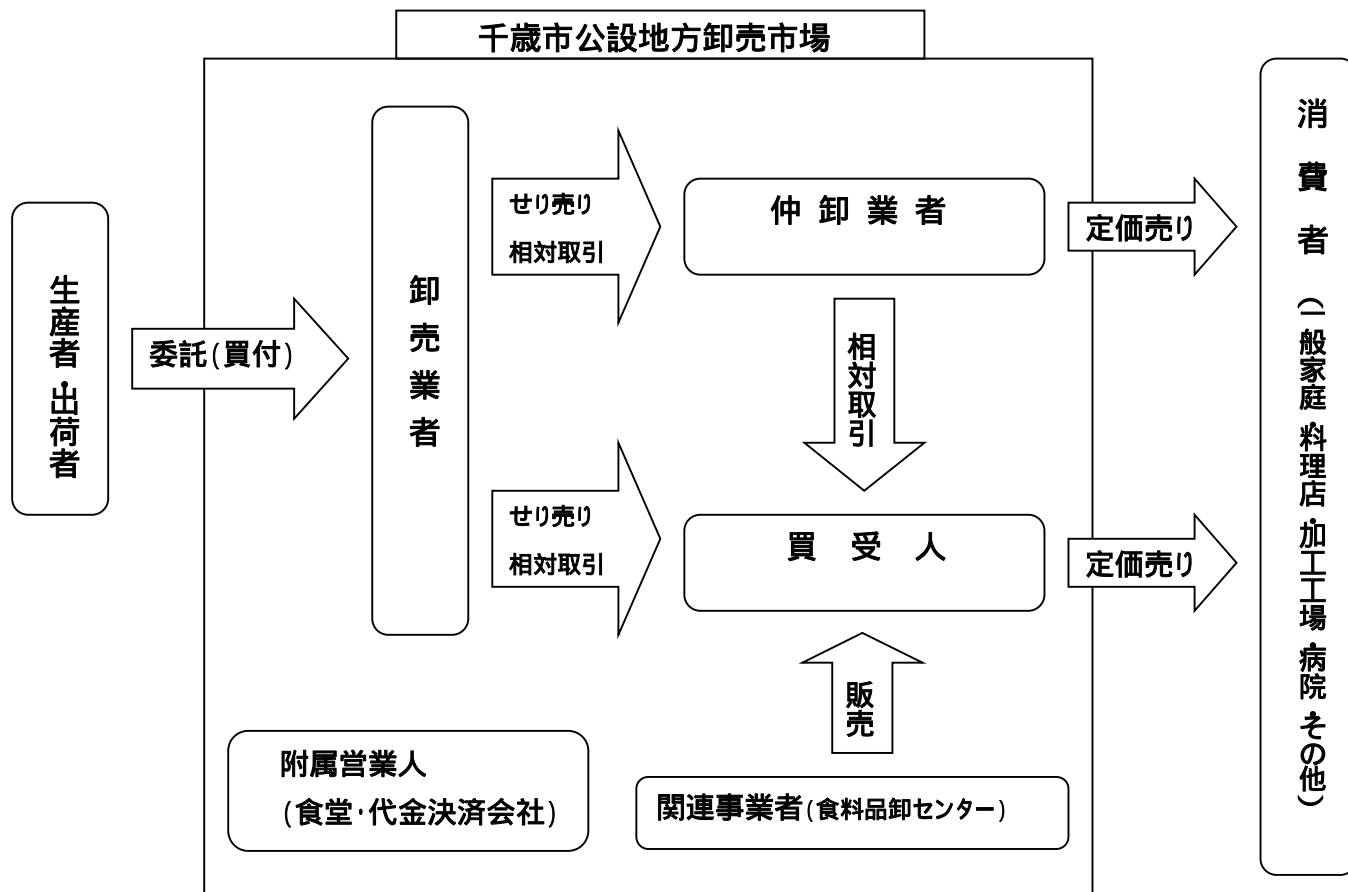 千歳市公設地方卸売市場
生産者・出荷者
委託(買付)
卸売業者
せり売り
相対取引
仲卸業者
定価売り
相対取引
せり売り
相対取引
買受人
定価売り
販売
附属営業人
(食堂・代金決済会社)
関連事業者(食料品卸センター)
消費者(一般家庭・料理店・加工工場・病院・その他)